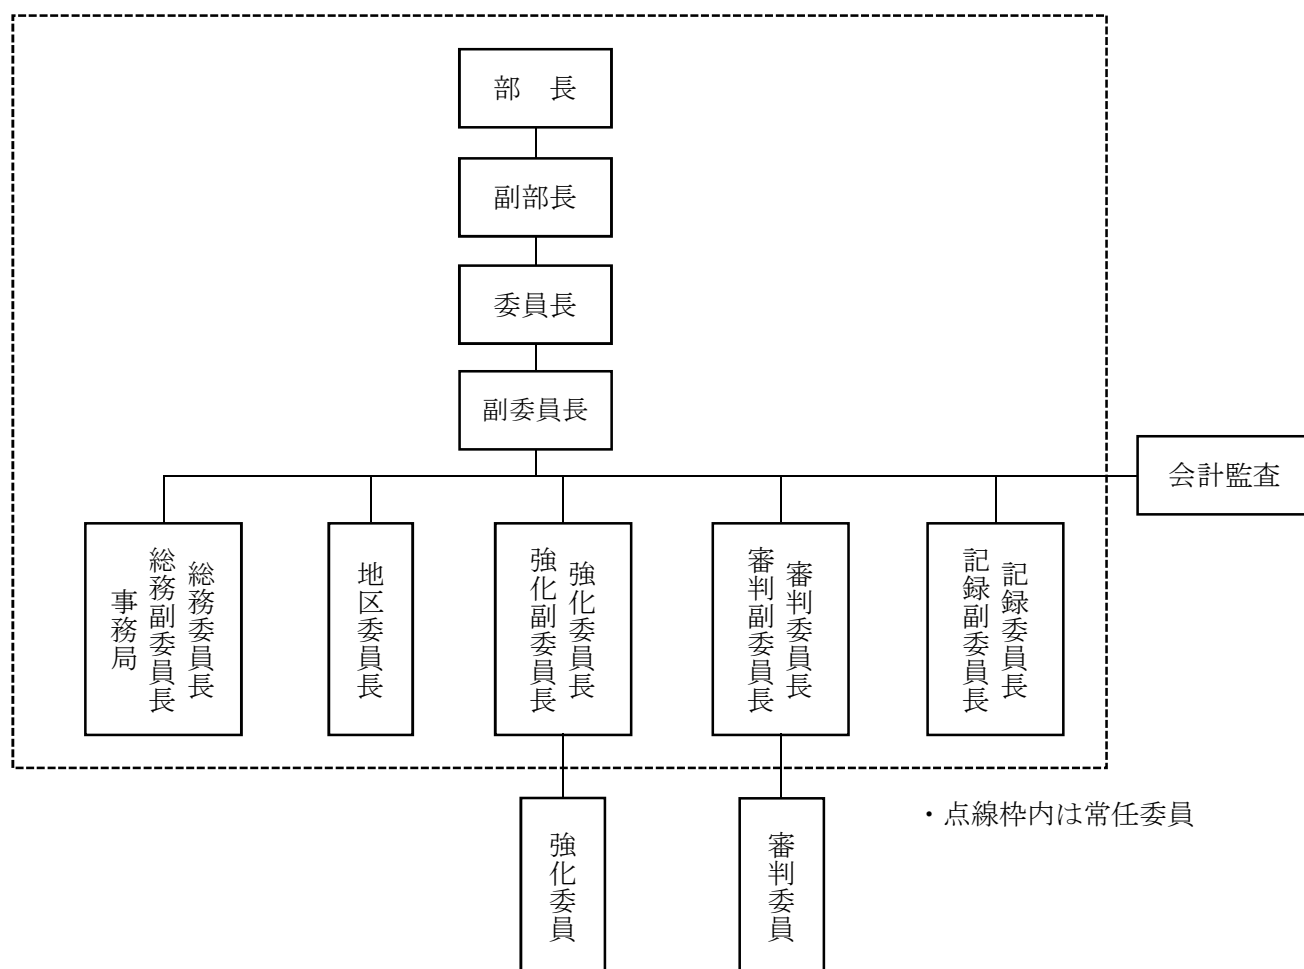 部　長
副部長
委員長
副委員長
会計監査
総務委員長
総務副委員長
事務局
地区委員長
強化委員長
強化副委員長
審判委員長
審判副委員長
記録委員長
記録副委員長
・点線枠内は常任委員
強化委員
審判委員